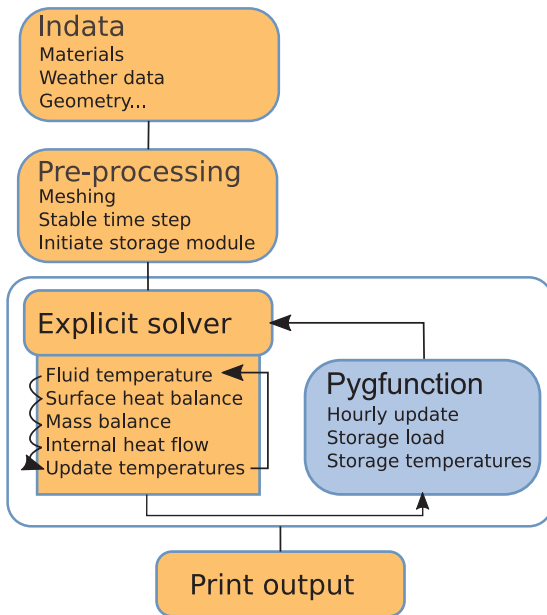 Indata
Materials
Weather data
Geometry...
Pre-processing
Meshing
Stable time step
Initiate storage module
Explicit solver
Fluid temperature
Surface heat balance
Mass balance
Internal heat flow
Update temperatures
Pygfunction
Hourly update
Storage load
Storage temperatures
Print output